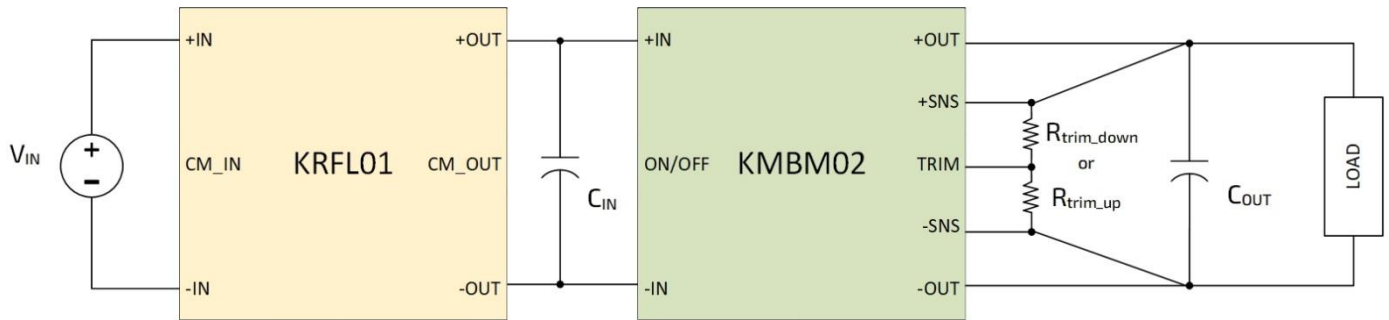 +IN
+OUT
+IN
+OUT
+SNS
R_trim_down
V_IN
CM_IN
KRFL01
CM_OUT
C_IN
ON/OFF
KMBM02
TRIM
or
R_trim_up
C_OUT
LOAD
-SNS
-IN
-OUT
-IN
-OUT
+
-